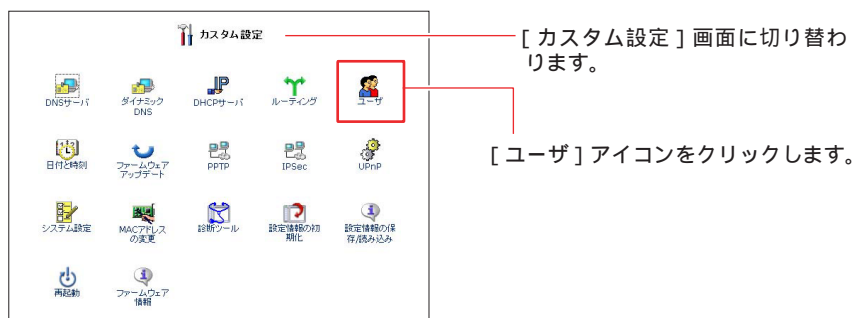 カスタム設定
[ カスタム設定 ] 画面に切り替わ
ります。
DNSサーバ
ダイナミック
DNS
DHCPサーバ
ルーティング
ユーザ
[ ユーザ ] アイコンをクリックします。
日付と時刻
ファームウェア
アップデート
PPTP
IPSec
UPnP
システム設定
MACアドレス
の変更
診断ツール
設定情報の初
期化
設定情報の保
存/読み込み
再起動
ファームウェア
情報